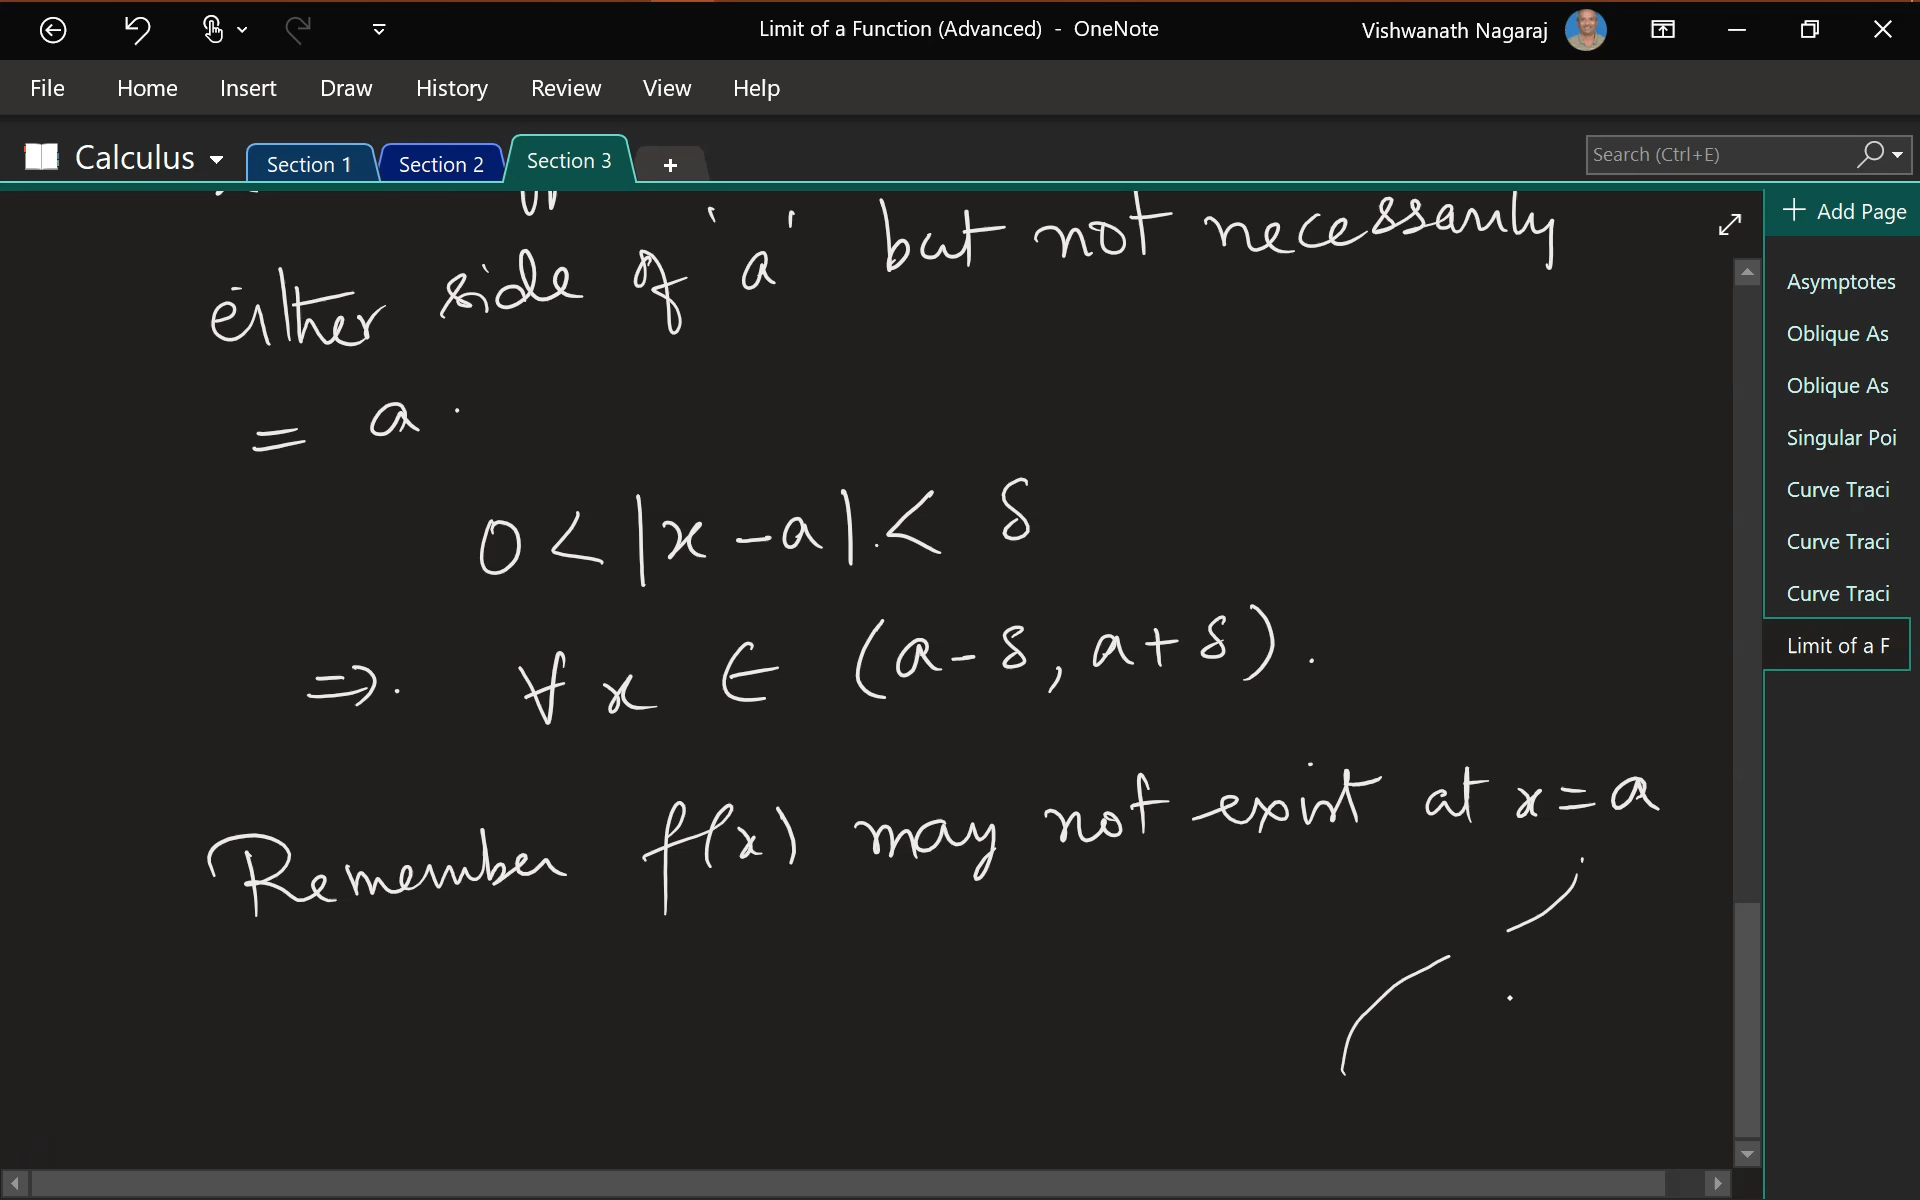 Limit of a Function (Advanced) - OneNote
Vishwanath Nagaraj
File Home Insert Draw History Review View Help
Calculus
Section 1
Section 2
Section 3
+
Search (Ctrl+E)
+ Add Page
Asymptotes
Oblique As
Oblique As
Singular Poi
Curve Traci
Curve Traci
Curve Traci
Limit of a F
either side of 'a' but not necessarily
= a.
0 < |x - a| < δ
⇒ ∀ x ∈ (a - δ, a + δ).
Remember f(x) may not exist at x = a